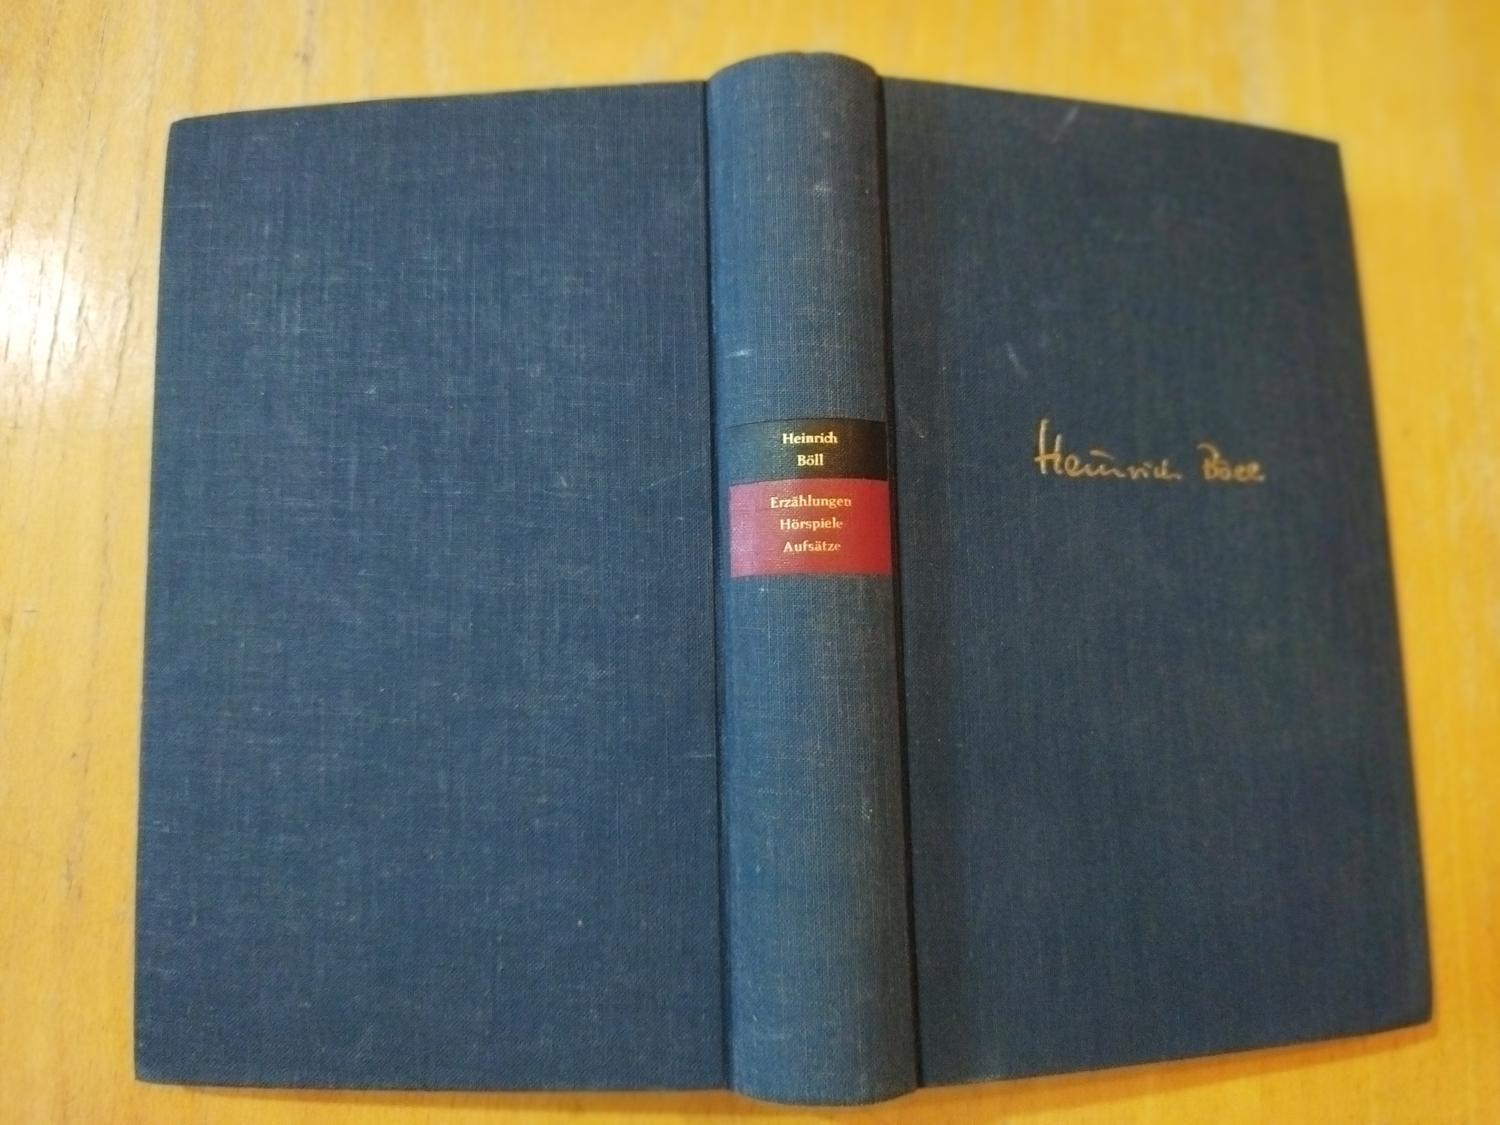 Heinrich
Böll
Erzählungen
Hörspiele
Aufsätze
Heinrich Böll